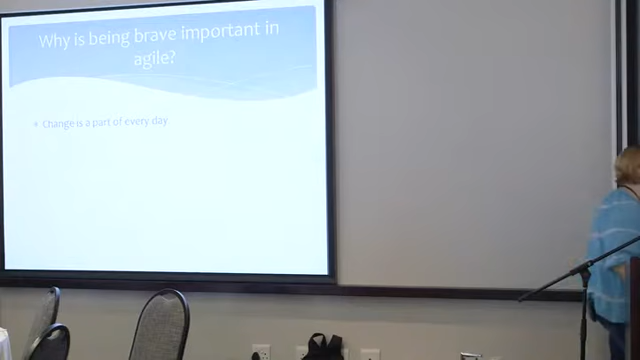 Why is being brave important in
agile?
Change is a part of every day